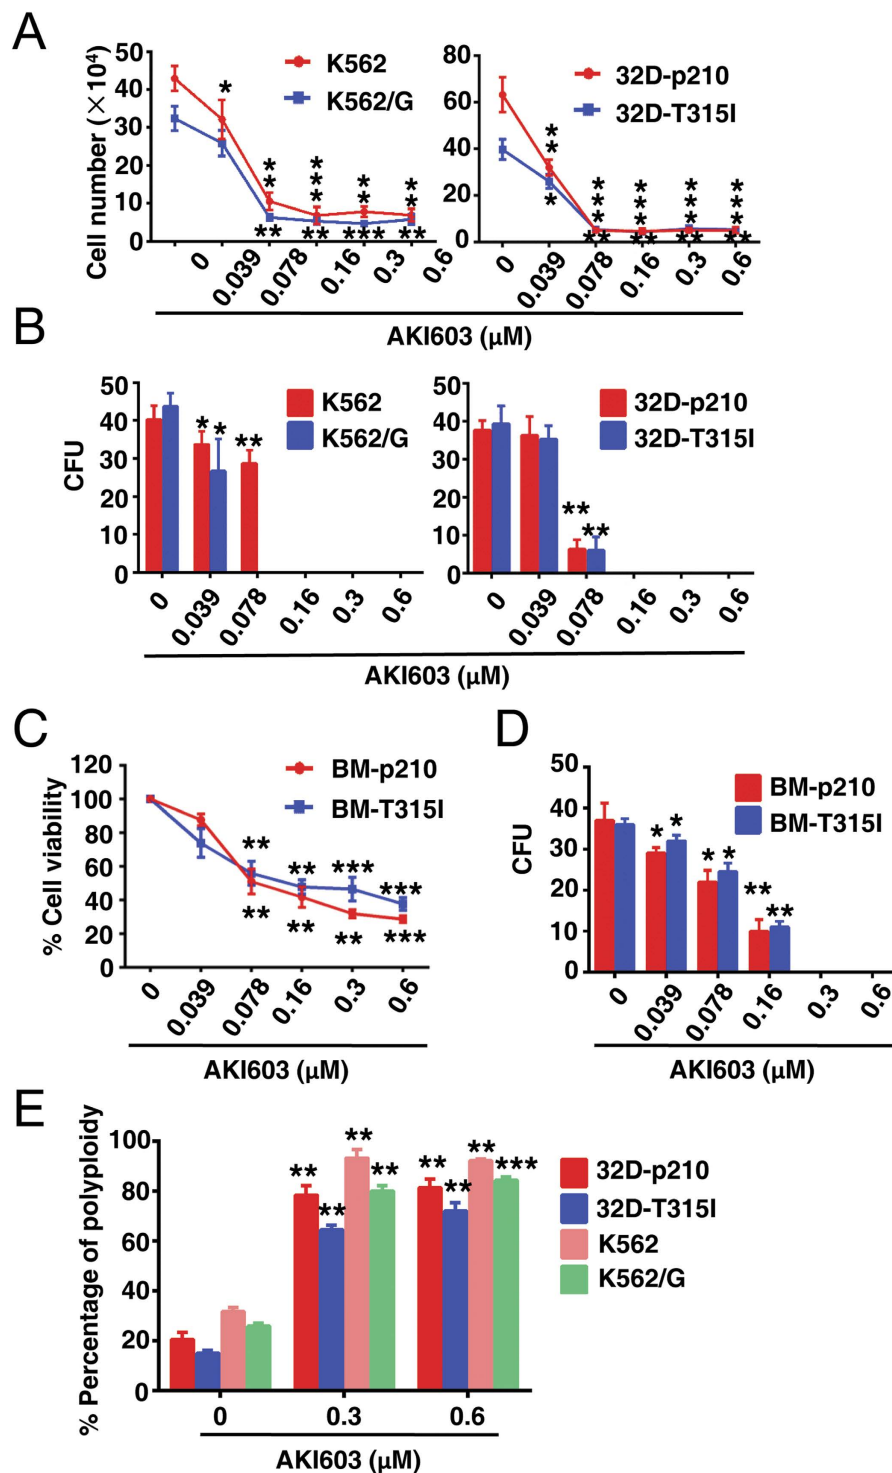 A
Cell number (×10⁴)
50
40
30
20
10
0
K562
K562/G
*
**
***
**
**
**
**
***
**
0
0.039
0.078
0.16
0.3
0.6
80
60
40
20
0
32D-p210
32D-T315I
**
*
***
***
***
***
**
**
**
**
0
0.039
0.078
0.16
0.3
0.6
AKI603 (μM)
B
CFU
50
40
30
20
10
0
K562
K562/G
* * **
0
0.039
0.078
0.16
0.3
0.6
50
40
30
20
10
0
32D-p210
32D-T315I
**
**
0
0.039
0.078
0.16
0.3
0.6
AKI603 (μM)
C
% Cell viability
120
100
80
60
40
20
0
BM-p210
BM-T315I
** ** *** ***
** ** ** ***
0
0.039
0.078
0.16
0.3
0.6
AKI603 (μM)
D
CFU
50
40
30
20
10
0
BM-p210
BM-T315I
* * * * ** **
0
0.039
0.078
0.16
0.3
0.6
AKI603 (μM)
E
% Percentage of polyploidy
100
80
60
40
20
0
** ** ** **
** ** ** ***
32D-p210
32D-T315I
K562
K562/G
0 0.3 0.6
AKI603 (μM)